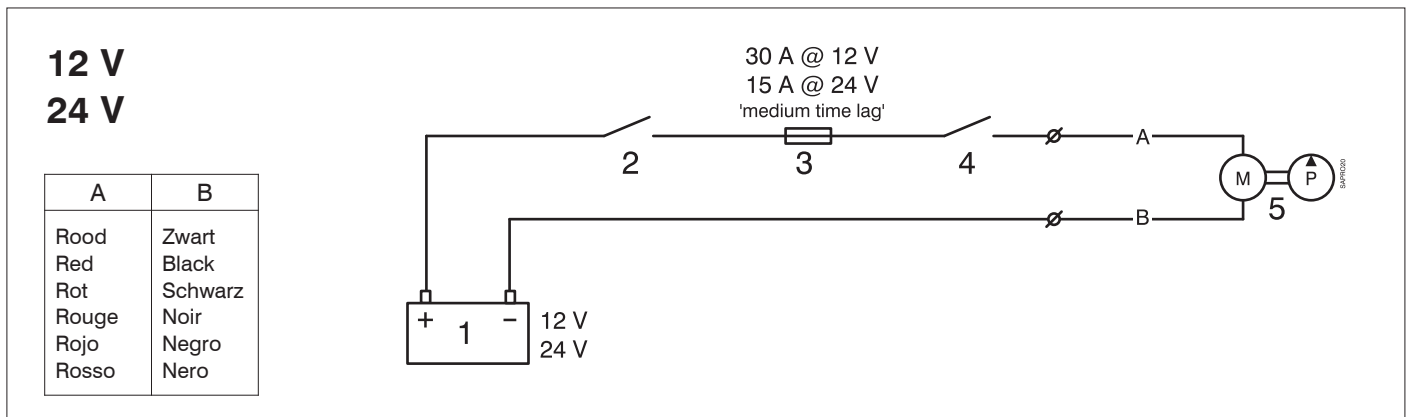 12 V
24 V
A B
Rood Zwart
Red Black
Rot Schwarz
Rouge Noir
Rojo Negro
Rosso Nero
30 A @ 12 V
15 A @ 24 V
'medium time lag'
2
3
4
A
M
P
5
SAPRO20
B
+
1
−
12 V
24 V